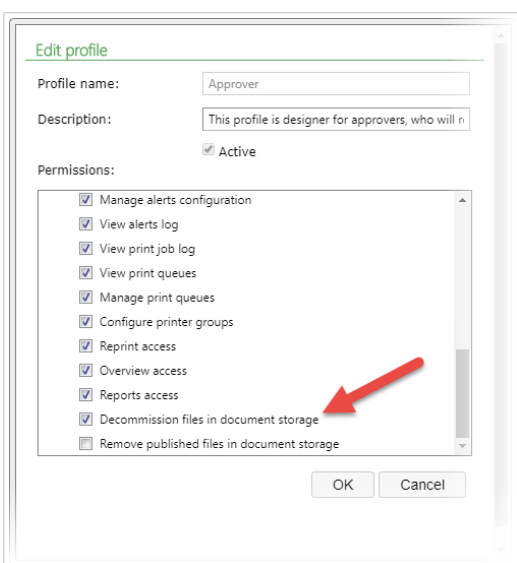 Edit profile
Profile name: Approver
Description: This profile is designer for approvers, who will
Active
Permissions:
Manage alerts configuration
View alerts log
View print job log
View print queues
Manage print queues
Configure printer groups
Reprint access
Overview access
Reports access
Decommission files in document storage
Remove published files in document storage
OK Cancel